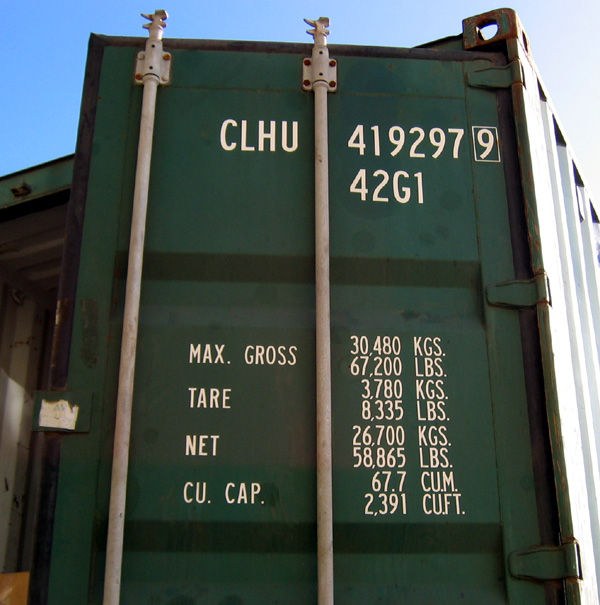 CLHU 419297 9
42G1
MAX. GROSS 30,480 KGS.
67,200 LBS.
TARE 3,780 KGS.
8,335 LBS.
NET 26,700 KGS.
58,865 LBS.
CU. CAP. 67.7 CU.M.
2,391 CU.FT.